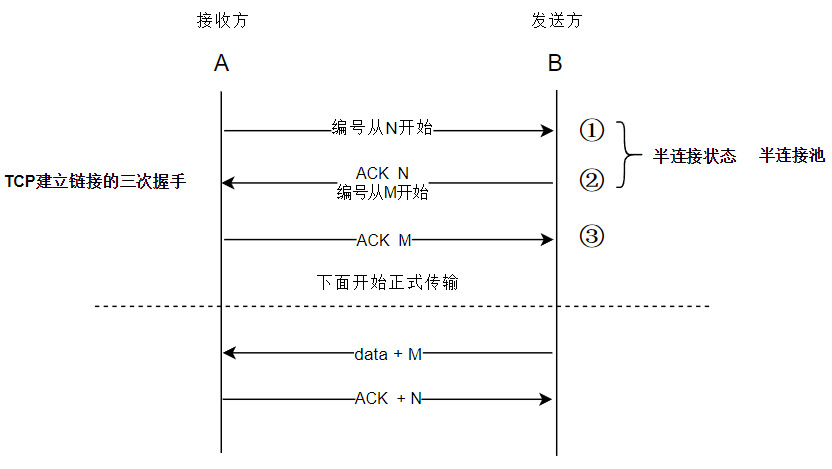 接收方
发送方
A
B
编号从N开始
①
半连接状态 半连接池
TCP建立链接的三次握手
ACK N
编号从M开始
②
ACK M
③
下面开始正式传输
data + M
ACK + N